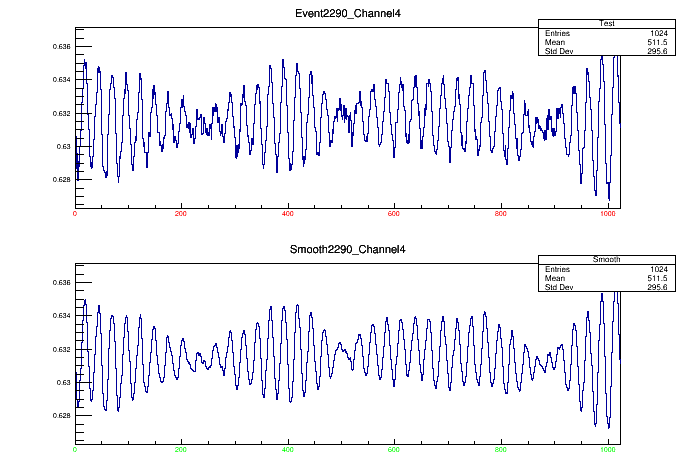 Event2290_Channel4
Test
Entries 1024
Mean 511.5
Std Dev 295.6
0.636
0.634
0.632
0.63
0.628
0 200 400 600 800 1000
Smooth2290_Channel4
Smooth
Entries 1024
Mean 511.5
Std Dev 295.6
0.636
0.634
0.632
0.63
0.628
0 200 400 600 800 1000